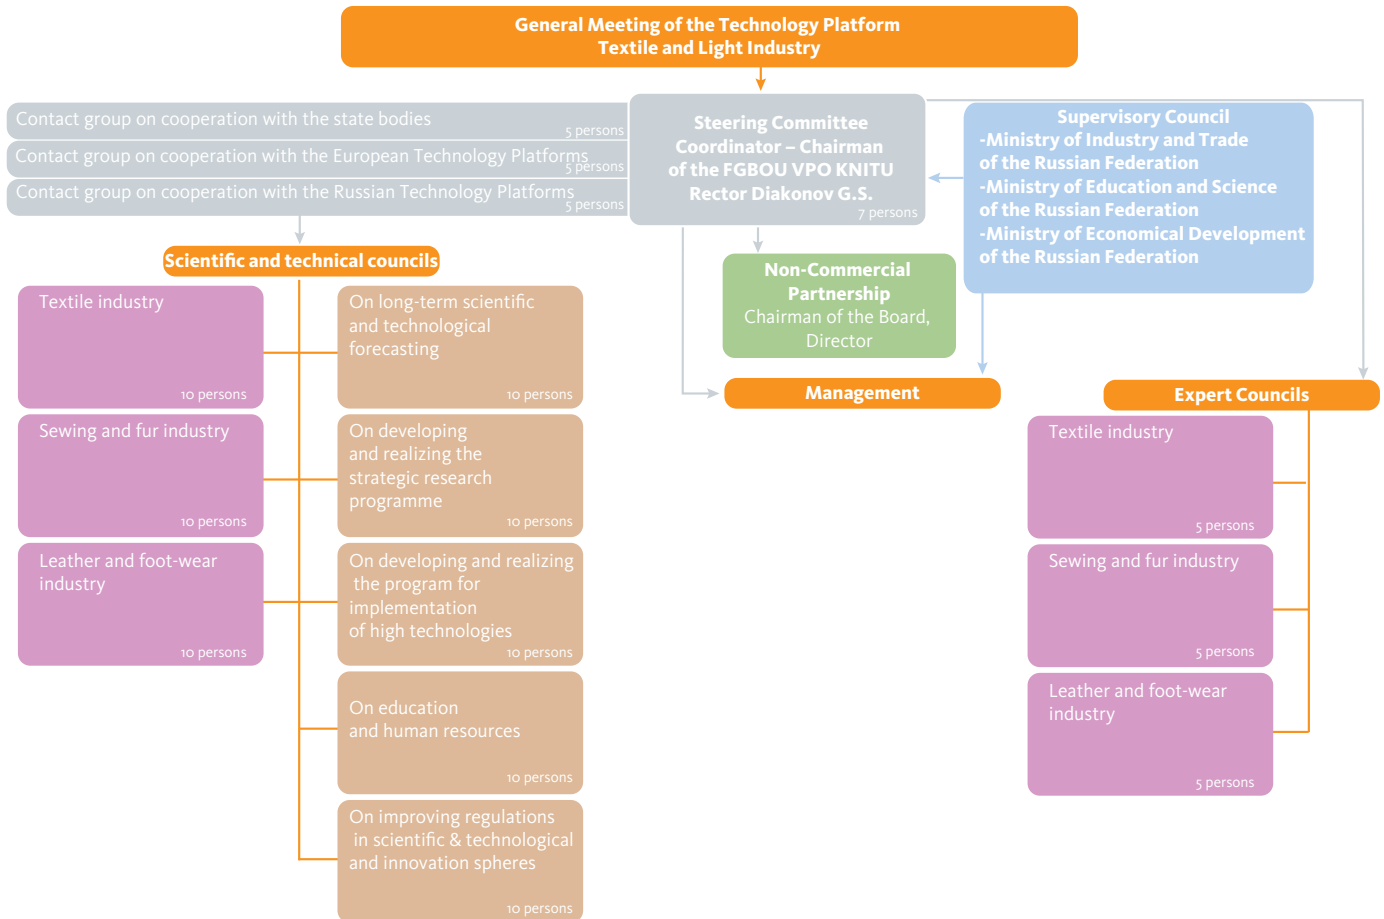 General Meeting of the Technology Platform
Textile and Light Industry
Contact group on cooperation with the state bodies
5 persons
Contact group on cooperation with the European Technology Platforms
5 persons
Contact group on cooperation with the Russian Technology Platforms
5 persons
Steering Committee
Coordinator – Chairman
of the FGBOU VPO KNITU
Rector Diakonov G.S.
7 persons
Supervisory Council
-Ministry of Industry and Trade
of the Russian Federation
-Ministry of Education and Science
of the Russian Federation
-Ministry of Economical Development
of the Russian Federation
Scientific and technical councils
Textile industry
10 persons
Sewing and fur industry
10 persons
Leather and foot-wear
industry
10 persons
On long-term scientific
and technological
forecasting
10 persons
On developing
and realizing the
strategic research
programme
10 persons
On developing and realizing
the program for
implementation
of high technologies
10 persons
On education
and human resources
10 persons
On improving regulations
in scientific & technological
and innovation spheres
10 persons
Non-Commercial
Partnership
Chairman of the Board,
Director
Management
Expert Councils
Textile industry
5 persons
Sewing and fur industry
5 persons
Leather and foot-wear
industry
5 persons